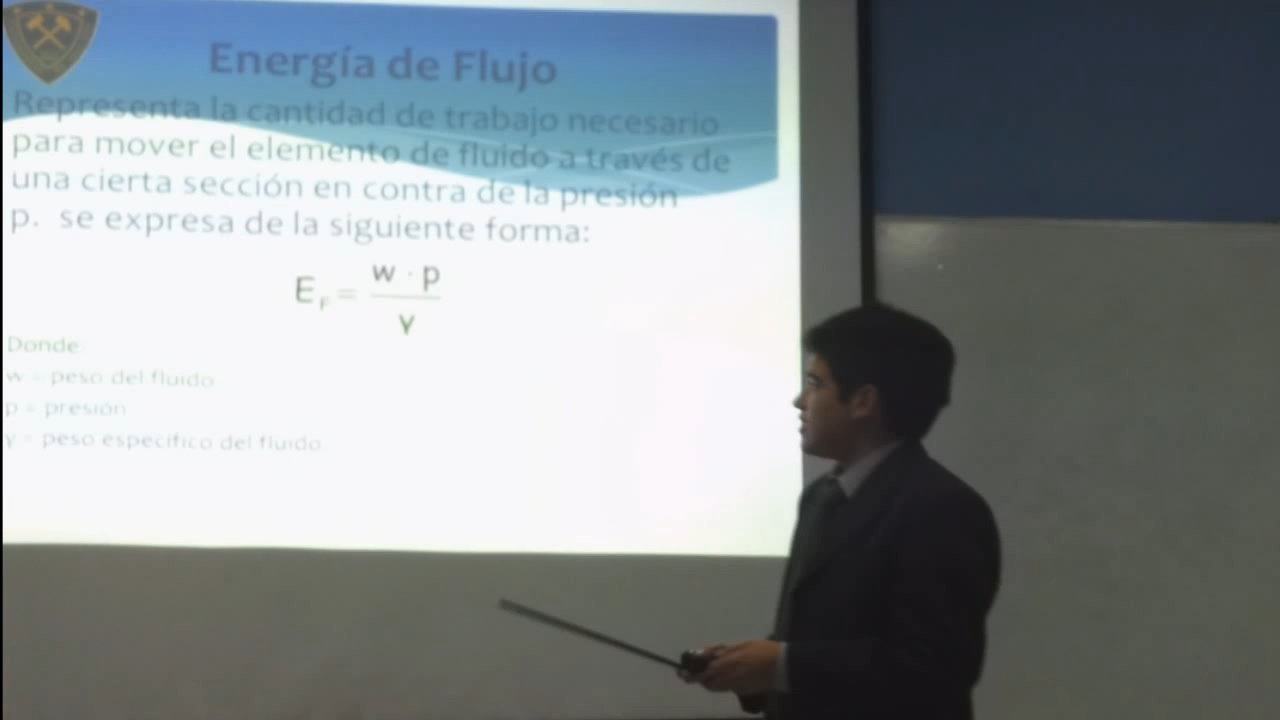 Energía de Flujo
Representa la cantidad de trabajo necesario
para mover el elemento de fluido a través de
una cierta sección en contra de la presión
p. se expresa de la siguiente forma:
E_F = w · p / γ
Donde:
w = peso del fluido
p = presión
γ = peso específico del fluido.